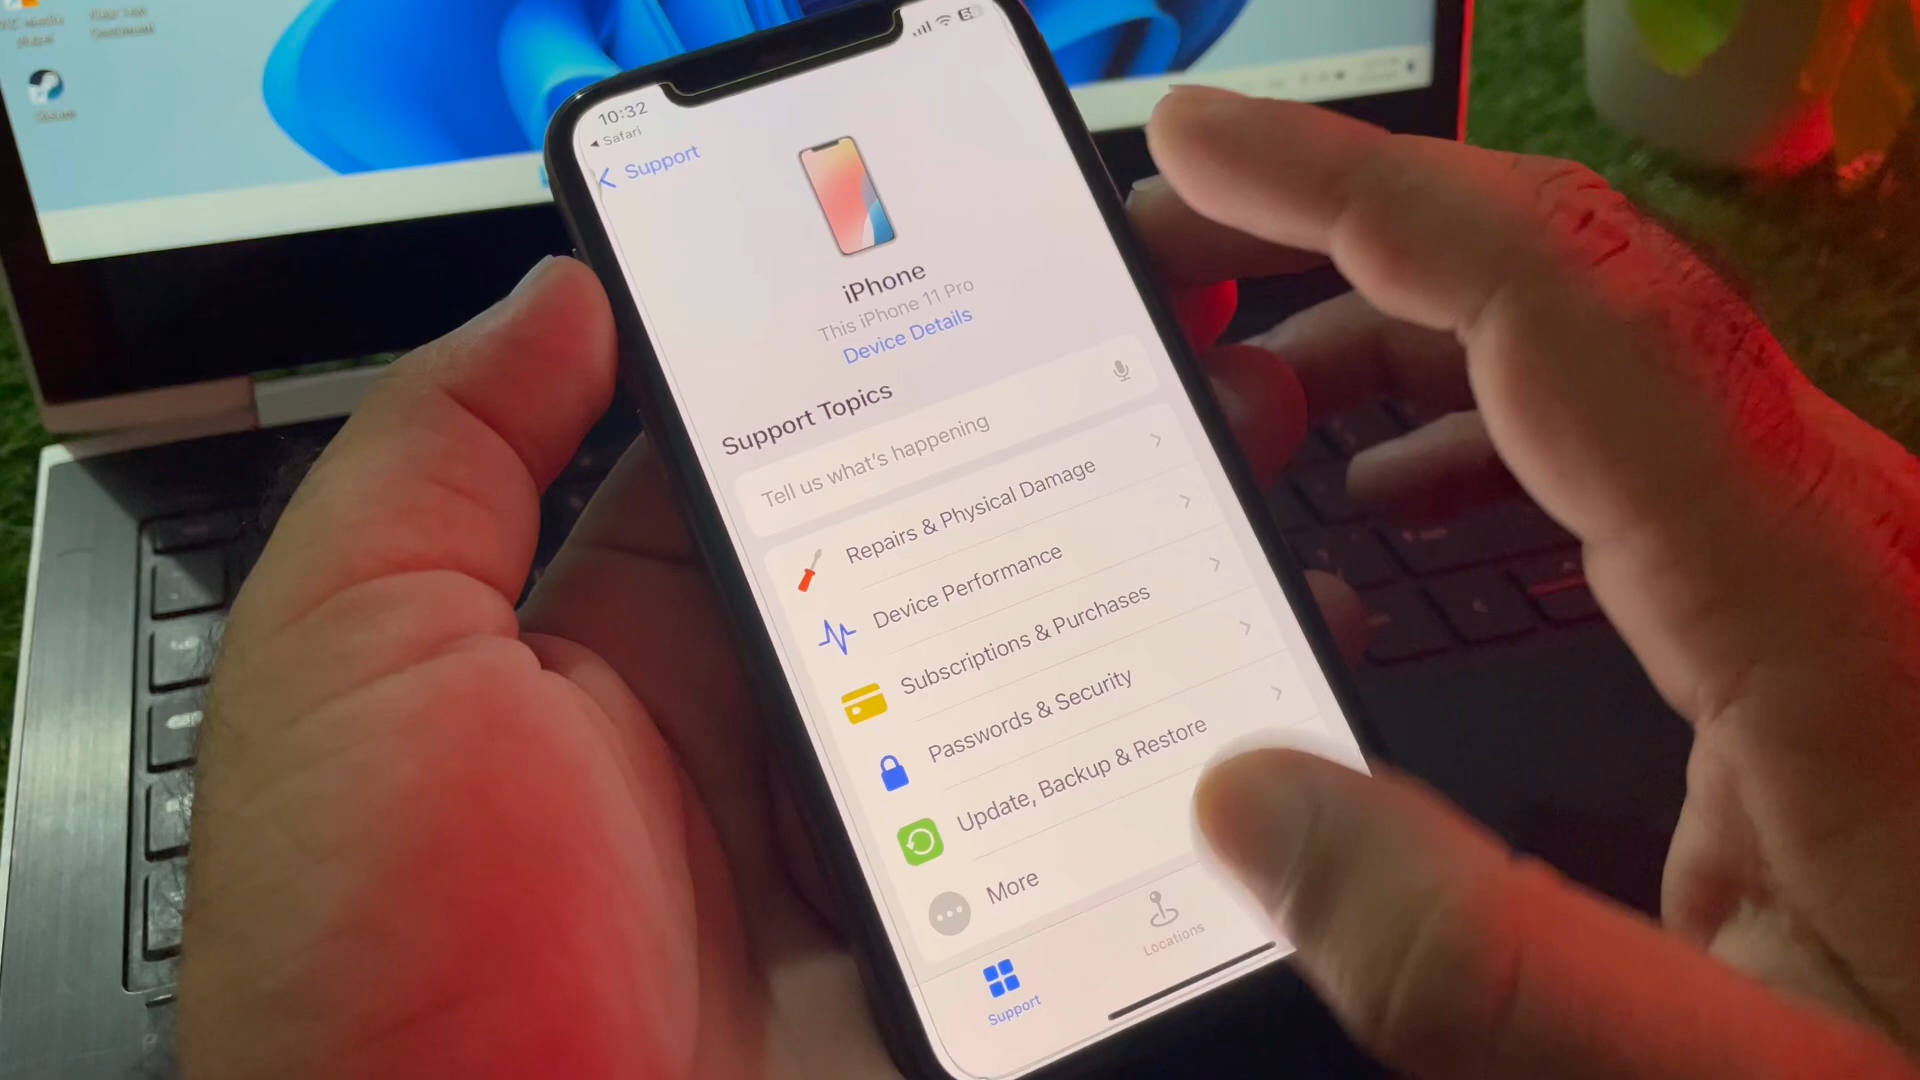 10:32
Safari
Support
iPhone
This iPhone 11 Pro
Device Details
Support Topics
Tell us what's happening
Repairs & Physical Damage
Device Performance
Subscriptions & Purchases
Passwords & Security
Update, Backup & Restore
More
Support
Locations